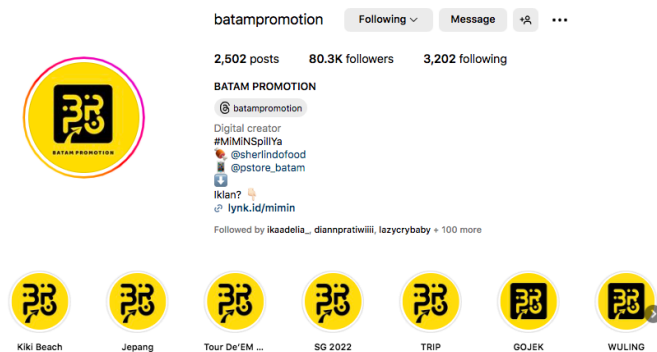 batampromotion Following Message
2,502 posts 80.3K followers 3,202 following
BATAM PROMOTION
batampromotion
Digital creator
#MiMiNSpillYa
@sherlindofood
@pstore_batam
Iklan?
lynk.id/mimin
Followed by ikaadelia_, diannpratiwiiii, lazycrybaby + 100 more
BATAM PROMOTION
Kiki Beach Jepang Tour De'EM ... SG 2022 TRIP GOJEK WULING